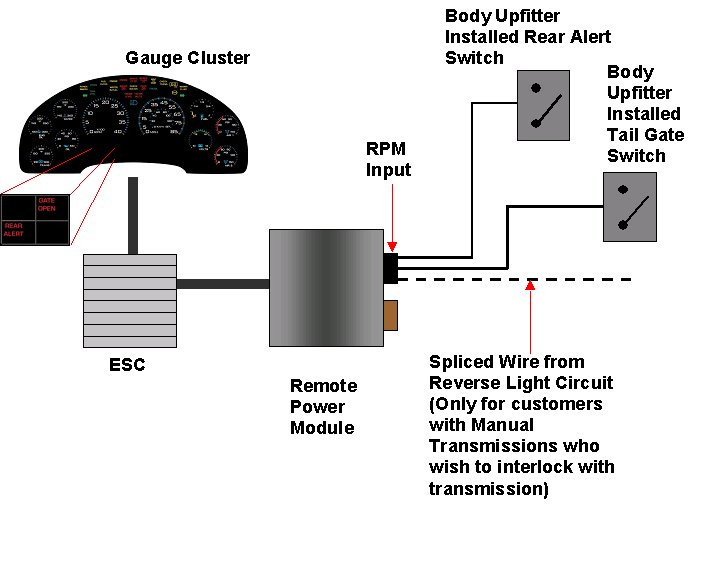 Body Upfitter
Installed Rear Alert
Switch
Gauge Cluster
Body
Upfitter
Installed
Tail Gate
Switch
RPM
Input
GATE
OPEN
REAR
ALERT
ESC
Remote
Power
Module
Spliced Wire from
Reverse Light Circuit
(Only for customers
with Manual
Transmissions who
wish to interlock with
transmission)